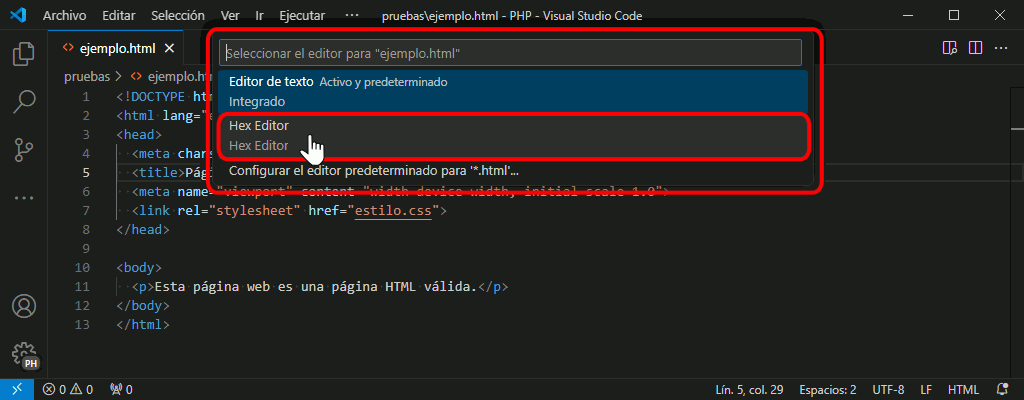 Archivo Editar Selección Ver Ir Ejecutar ··· pruebas\ejemplo.html - PHP - Visual Studio Code
<> ejemplo.html
Seleccionar el editor para "ejemplo.html"
Editor de texto Activo y predeterminado
Integrado
Hex Editor
Hex Editor
Configurar el editor predeterminado para '*.html'...
pruebas > <> ejemplo.
1 <!DOCTYPE
2 <html
3 <head>
4 <meta
5 <title>
6 <meta name="viewport" content="width=device-width, initial-scale=1.0">
7 <link rel="stylesheet" href="estilo.css">
8 </head>
9
10 <body>
11 <p>Esta página web es una página HTML válida.</p>
12 </body>
13 </html>
PH
0 0 0 Lín. 5, col. 29 Espacios: 2 UTF-8 LF HTML